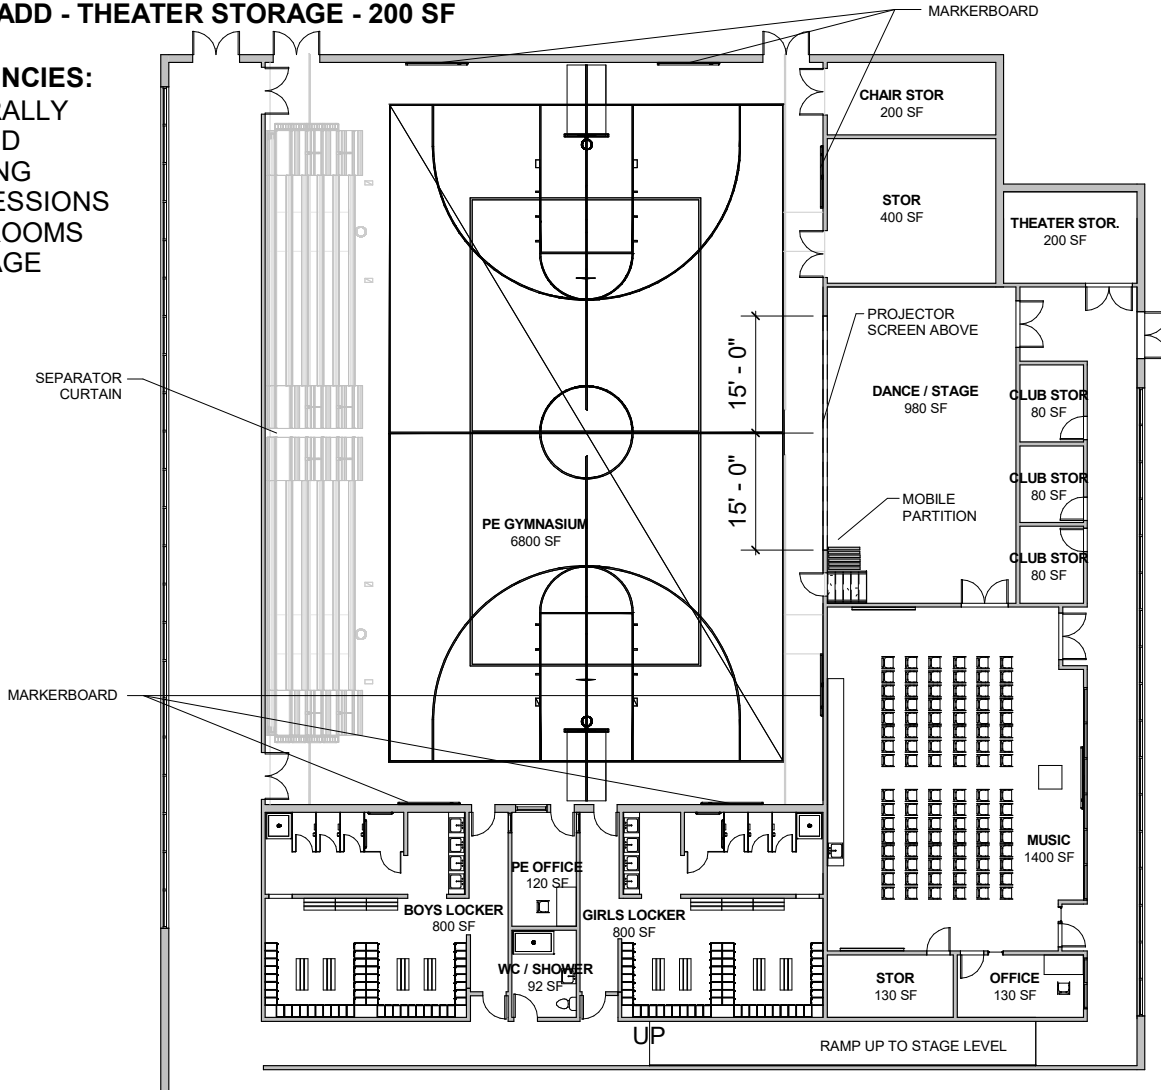 ADD - THEATER STORAGE - 200 SF
MARKERBOARD
NCIES:
RALLY
D
NG
ESSIONS
ROOMS
AGE
CHAIR STOR
200 SF
STOR
400 SF
THEATER STOR.
200 SF
PROJECTOR
SCREEN ABOVE
15' - 0"
SEPARATOR
CURTAIN
DANCE / STAGE
980 SF
CLUB STOR
80 SF
15' - 0"
CLUB STOR
80 SF
MOBILE
PARTITION
PE GYMNASIUM
6800 SF
CLUB STOR
80 SF
MARKERBOARD
MUSIC
1400 SF
PE OFFICE
120 SF
BOYS LOCKER
800 SF
GIRLS LOCKER
800 SF
WC / SHOWER
92 SF
STOR
130 SF
OFFICE
130 SF
UP
RAMP UP TO STAGE LEVEL